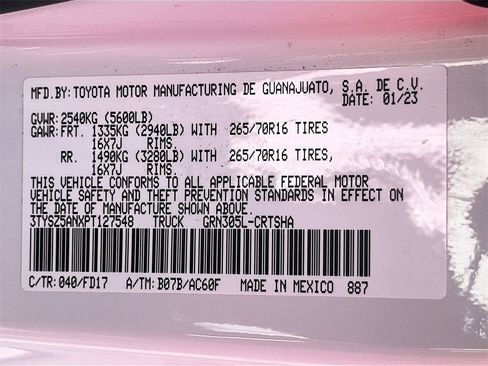 MFD.BY: TOYOTA MOTOR MANUFACTURING DE GUANAJUATO, S.A. DE C.V.
DATE: 01/23
GVWR: 2540KG (5600LB)
GAWR: FRT. 1335KG (2940LB) WITH 265/70R16 TIRES
16X7J RIMS.
RR. 1490KG (3280LB) WITH 265/70R16 TIRES,
16X7J RIMS.
THIS VEHICLE CONFORMS TO ALL APPLICABLE FEDERAL MOTOR
VEHICLE SAFETY AND THEFT PREVENTION STANDARDS IN EFFECT ON
THE DATE OF MANUFACTURE SHOWN ABOVE.
3TYSZ5ANXPT127548 TRUCK GRN305L-CRTSHA
C/TR: 040/FD17 A/TM: B07B/AC60F MADE IN MEXICO 887